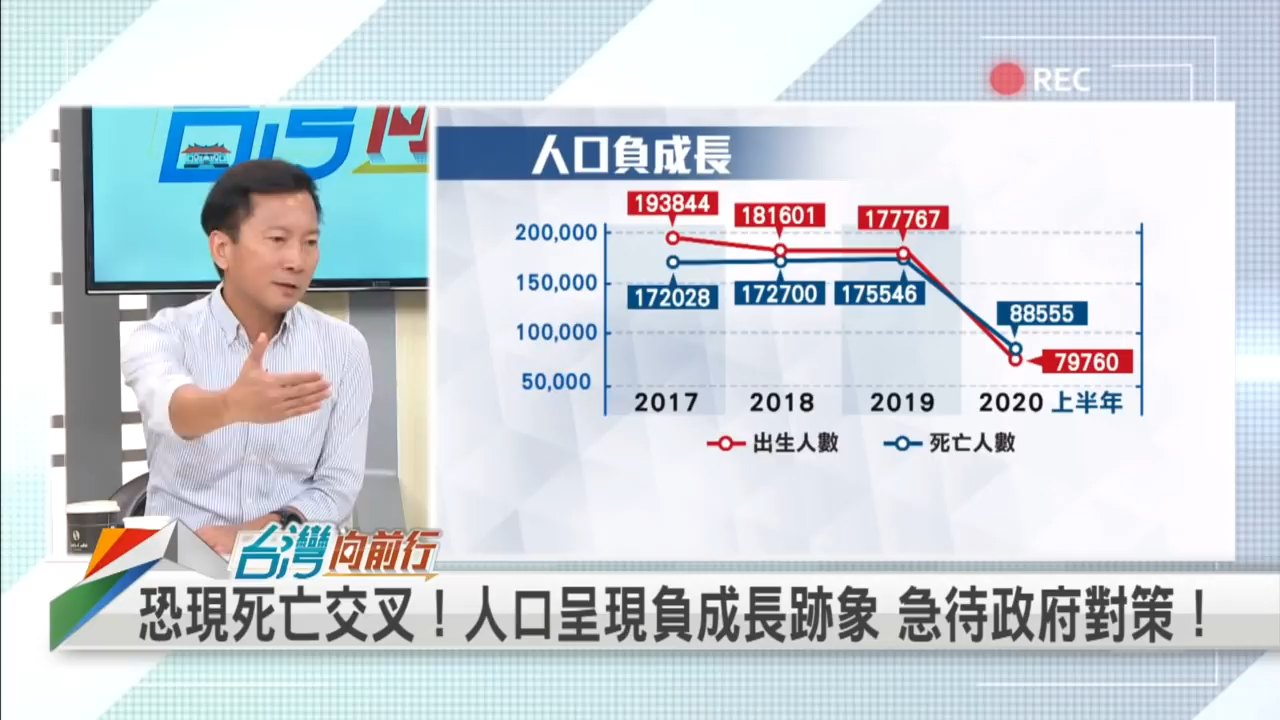 REC
台灣向
人口負成長
193844
181601
177767
200,000
150,000
100,000
50,000
172028
172700
175546
88555
79760
2017 2018 2019 2020 上半年
出生人數 死亡人數
台灣向前行
恐現死亡交叉！人口呈現負成長跡象 急待政府對策！